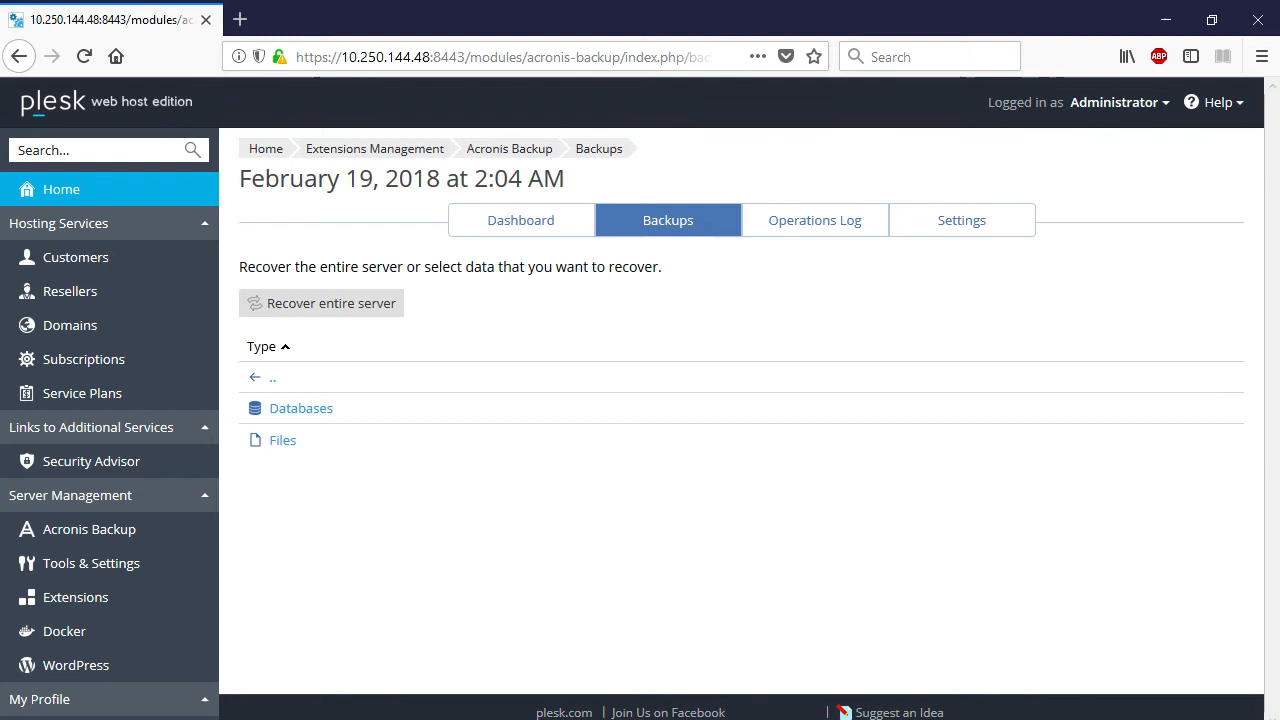 10.250.144.48:8443/modules/ac
https://10.250.144.48:8443/modules/acronis-backup/index.php/bac
Search
ABP
plesk web host edition
Logged in as Administrator
Help
Search...
Home
Hosting Services
Customers
Resellers
Domains
Subscriptions
Service Plans
Links to Additional Services
Security Advisor
Server Management
Acronis Backup
Tools & Settings
Extensions
Docker
WordPress
My Profile
Home
Extensions Management
Acronis Backup
Backups
February 19, 2018 at 2:04 AM
Dashboard
Backups
Operations Log
Settings
Recover the entire server or select data that you want to recover.
Recover entire server
Type
..
Databases
Files
plesk.com
Join Us on Facebook
Suggest an Idea